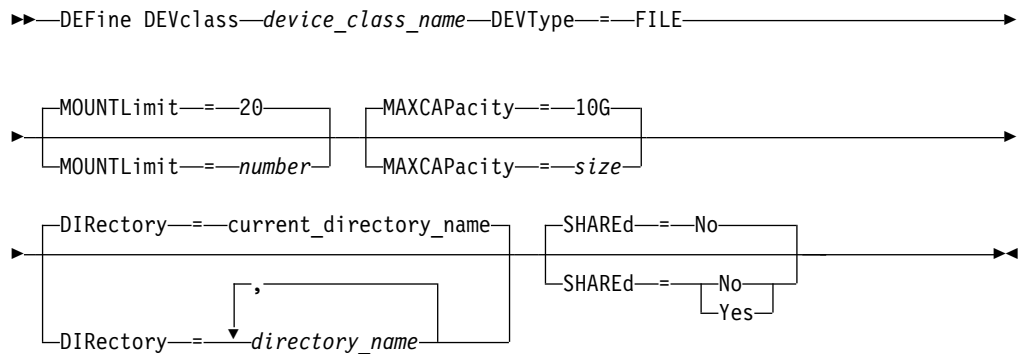 DEFine DEVclass device_class_name DEVType = FILE
MOUNTLimit = 20 MAXCAPacity = 10G
MOUNTLimit = number MAXCAPacity = size
DIRectory = current_directory_name SHAREd = No
SHAREd = No
Yes
,
DIRectory = directory_name